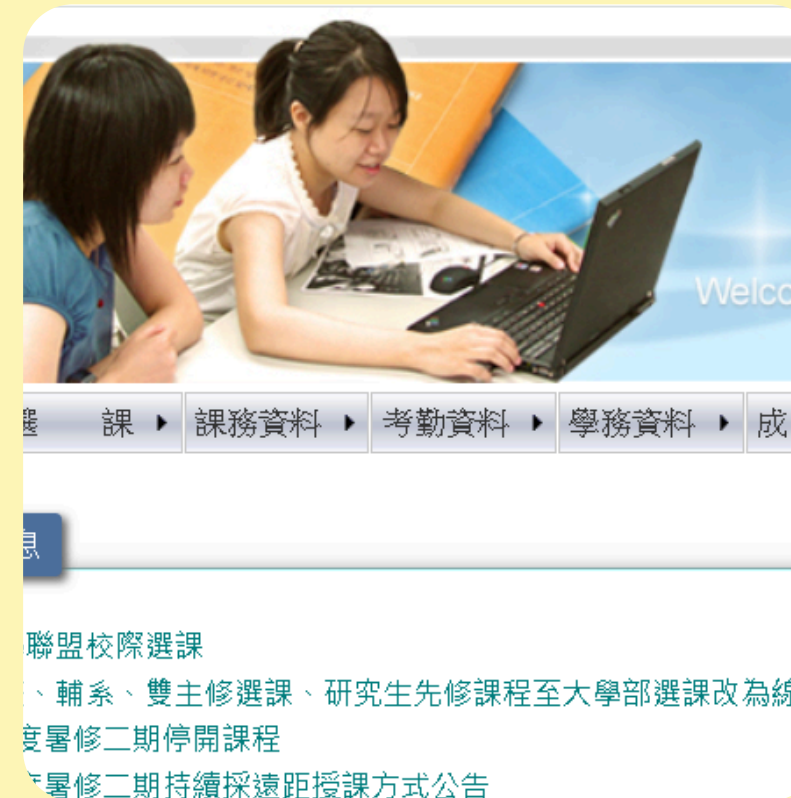 Welco
課 課務資料 考勤資料 學務資料 成
息
聯盟校際選課
、輔系、雙主修選課、研究生先修課程至大學部選課改為線
度暑修二期停開課程
度暑修二期持續採遠距授課方式公告